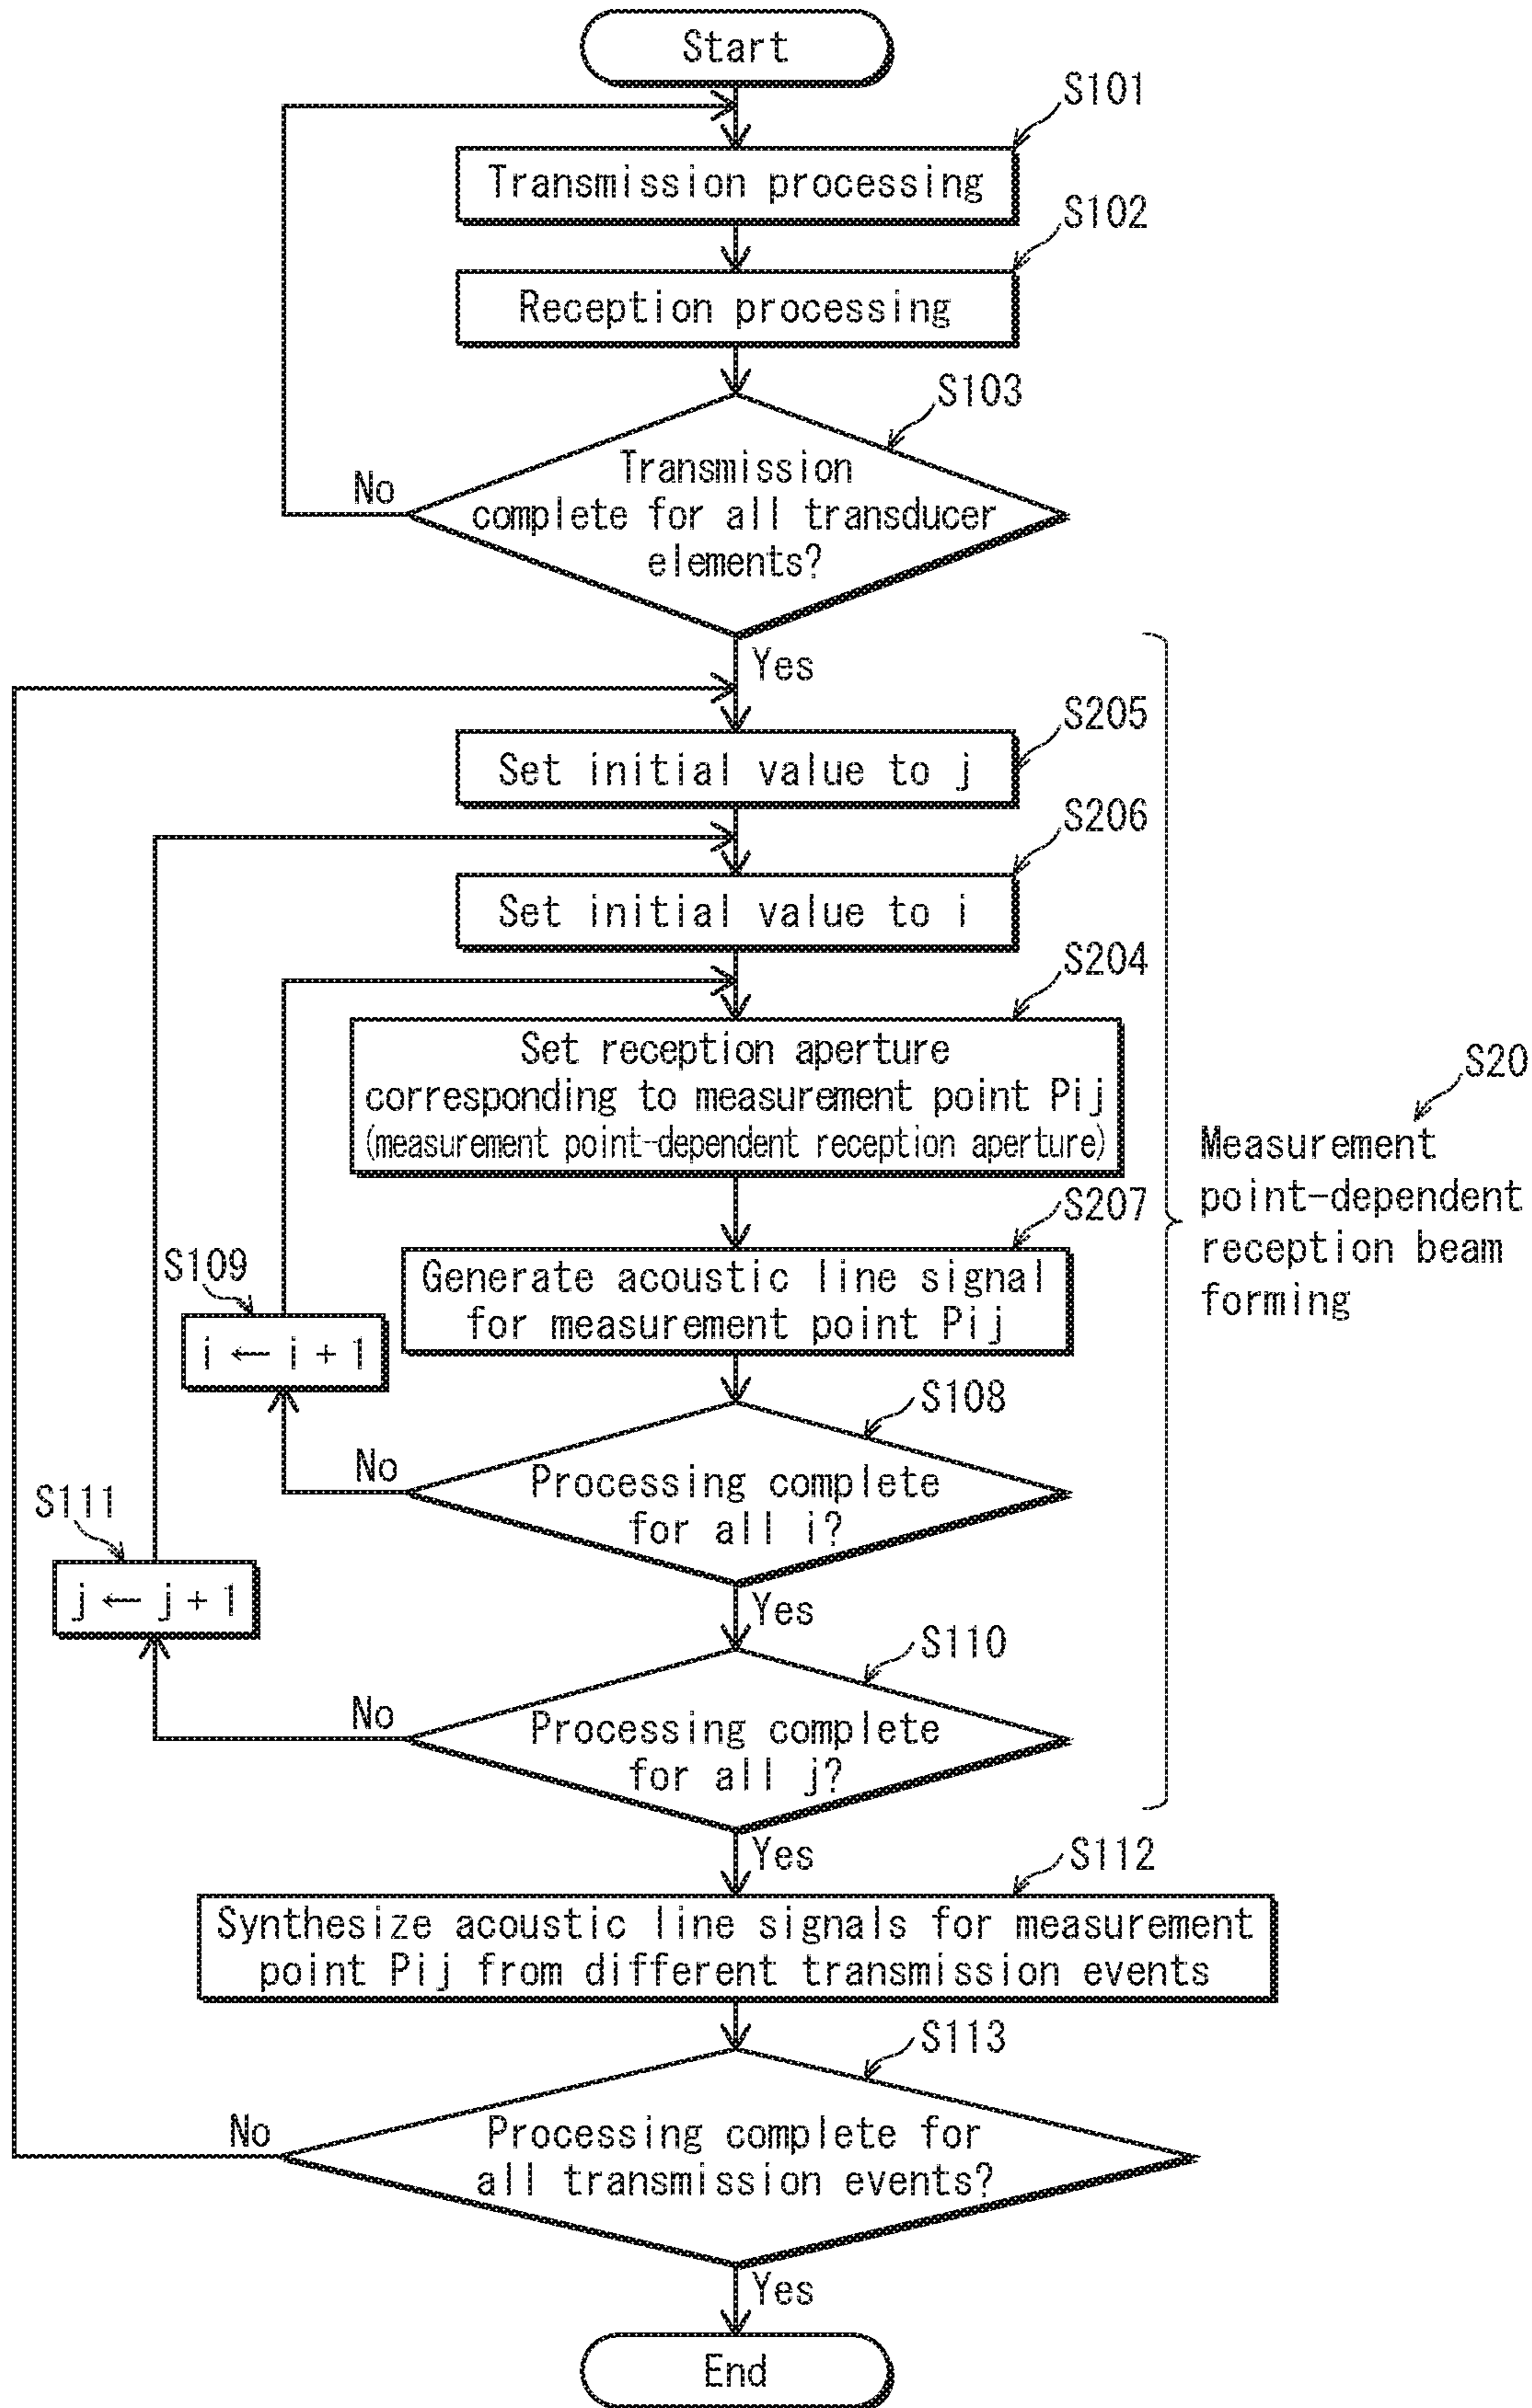 Start
S101
Transmission processing
S102
Reception processing
S103
Transmission
complete for all transducer
elements?
No
Yes
S205
Set initial value to j
S206
Set initial value to i
S204
Set reception aperture
corresponding to measurement point Pij
(measurement point-dependent reception aperture)
S20
Measurement
point-dependent
reception beam
forming
S207
Generate acoustic line signal
for measurement point Pij
S109
i ← i + 1
S108
Processing complete
for all i?
No
Yes
S111
j ← j + 1
S110
Processing complete
for all j?
No
Yes
S112
Synthesize acoustic line signals for measurement
point Pij from different transmission events
S113
Processing complete for
all transmission events?
No
Yes
End